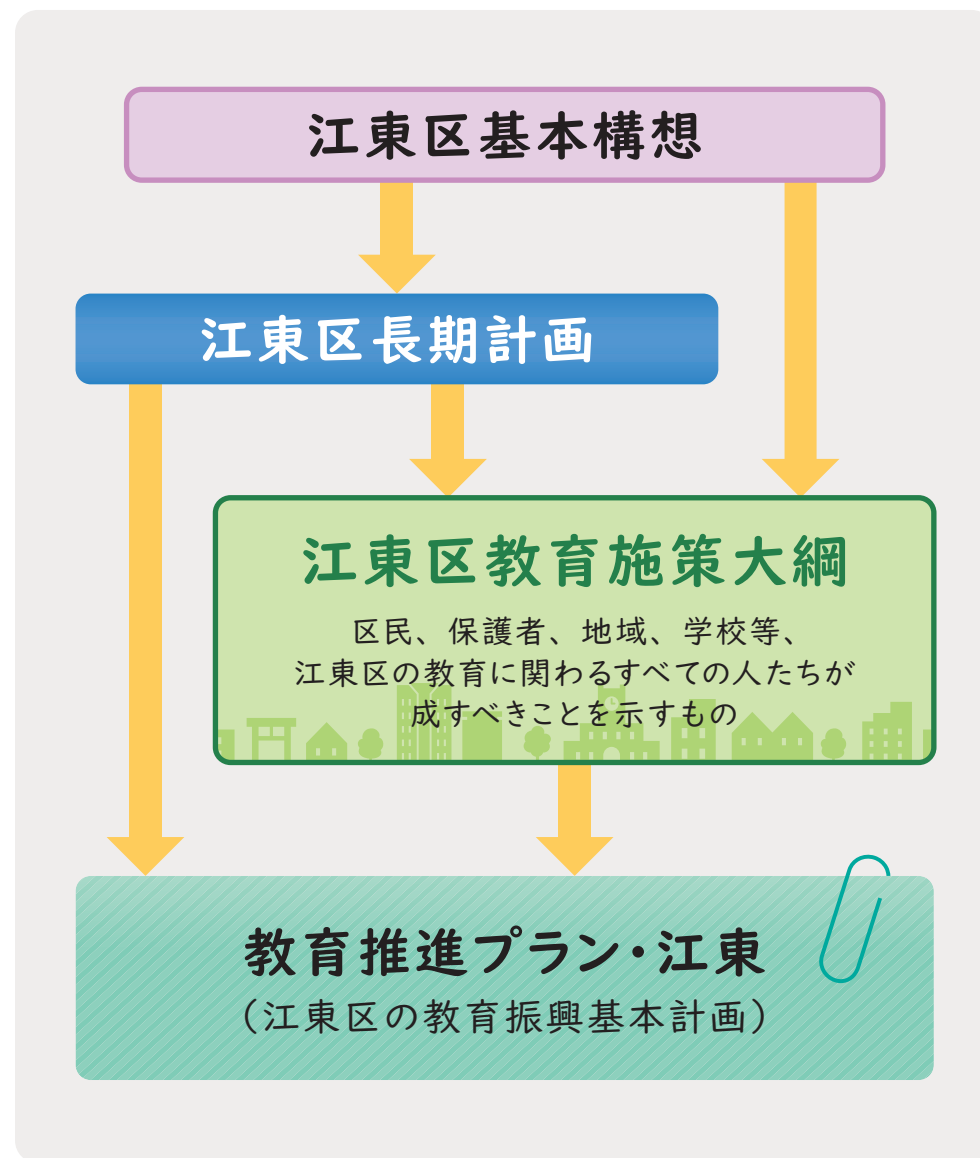 江東区基本構想
江東区長期計画
江東区教育施策大綱
区民、保護者、地域、学校等、
江東区の教育に関わるすべての人たちが
成すべきことを示すもの
教育推進プラン・江東
（江東区の教育振興基本計画）